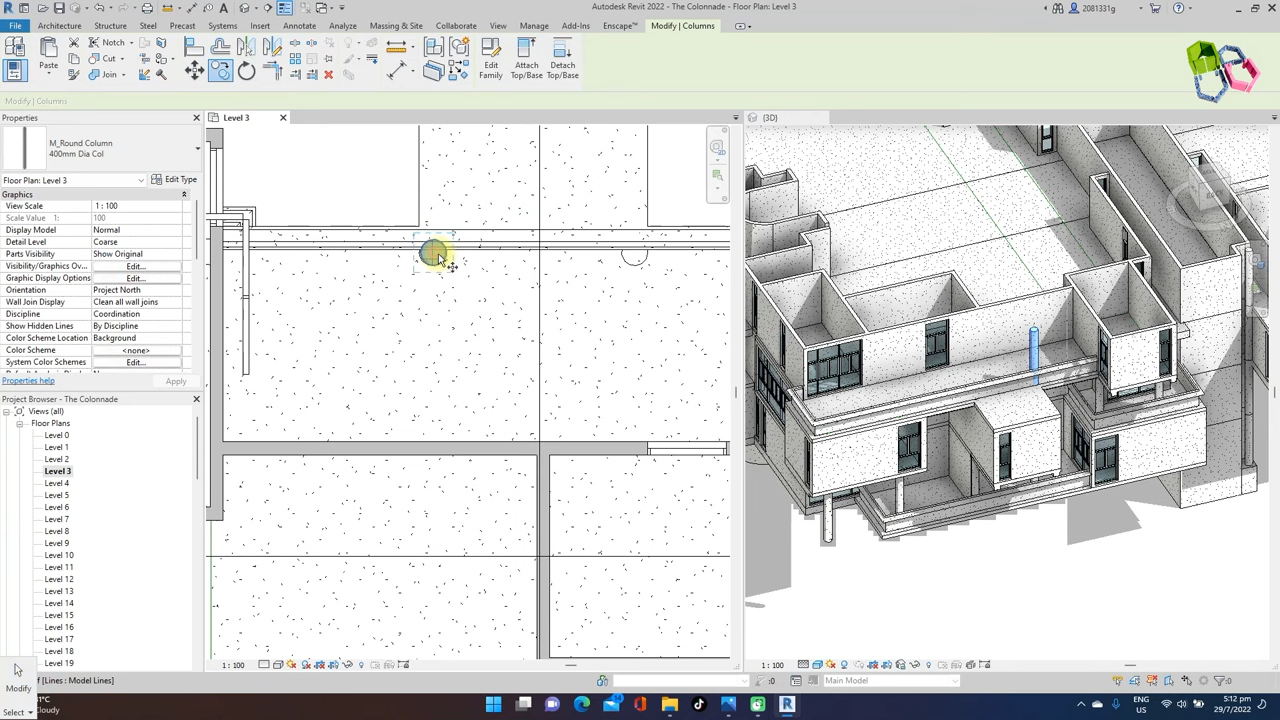 Autodesk Revit 2022 - The Colonnade - Floor Plan: Level 3
2081331g
File Architecture Structure Steel Precast Systems Insert Annotate Analyze Massing & Site Collaborate View Manage Add-Ins Enscape™ Modify | Columns
Paste
Notch
Cut
Join
Edit Family
Attach Top/Base
Detach Top/Base
Modify | Columns
Properties
M_Round Column
400mm Dia Col
Floor Plan: Level 3
Edit Type
Graphics
View Scale 1 : 100
Scale Value 1: 100
Display Model Normal
Detail Level Coarse
Parts Visibility Show Original
Visibility/Graphics Ov... Edit...
Graphic Display Options Edit...
Orientation Project North
Wall Join Display Clean all wall joins
Discipline Coordination
Show Hidden Lines By Discipline
Color Scheme Location Background
Color Scheme <none>
System Color Schemes Edit...
Properties help
Apply
Project Browser - The Colonnade
Views (all)
Floor Plans
Level 0
Level 1
Level 2
Level 3
Level 4
Level 5
Level 6
Level 7
Level 8
Level 9
Level 10
Level 11
Level 12
Level 13
Level 14
Level 15
Level 16
Level 17
Level 18
Level 19
Modify
Select
Level 3
{3D}
1 : 100
1 : 100
[Lines : Model Lines]
:0
Main Model
:0
Cloudy
ENG
US
5:12 pm
29/7/2022